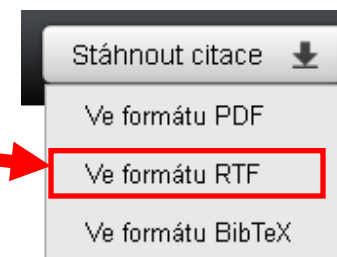 Stáhnout citace
Ve formátu PDF
Ve formátu RTF
Ve formátu BibTeX